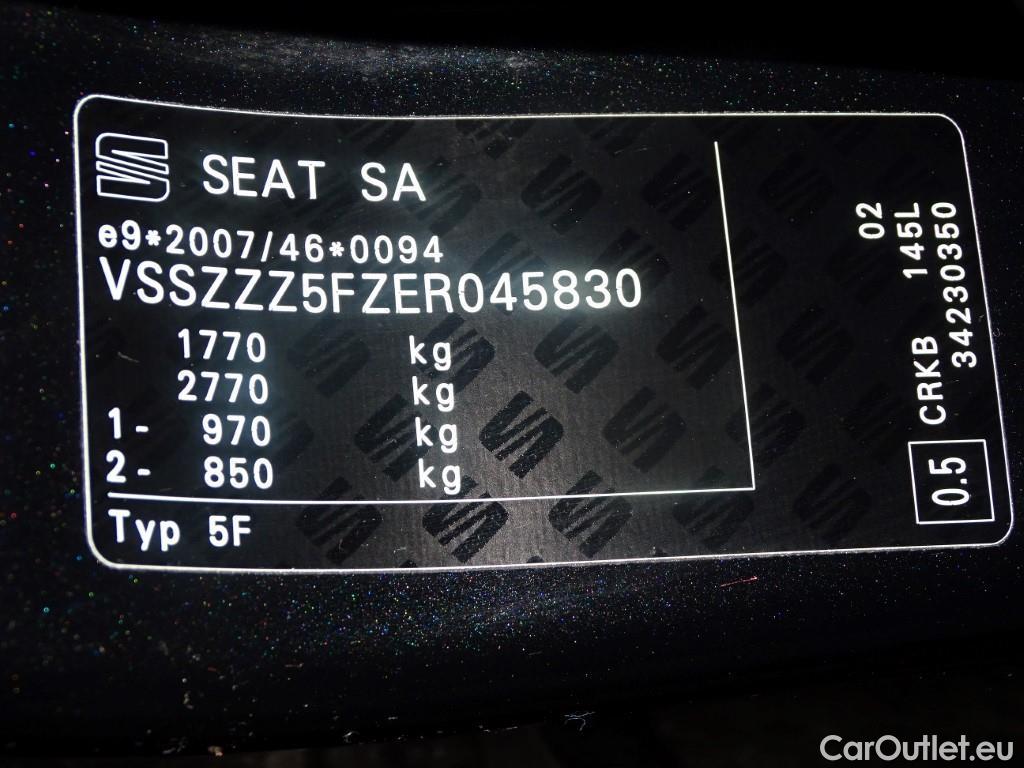 SEAT SA
e9*2007/46*0094
VSSZZZ5FZER045830
1770 kg
2770 kg
1- 970 kg
2- 850 kg
Typ 5F
02
CRKB 145L
34230350
0.5
CarOutlet.eu